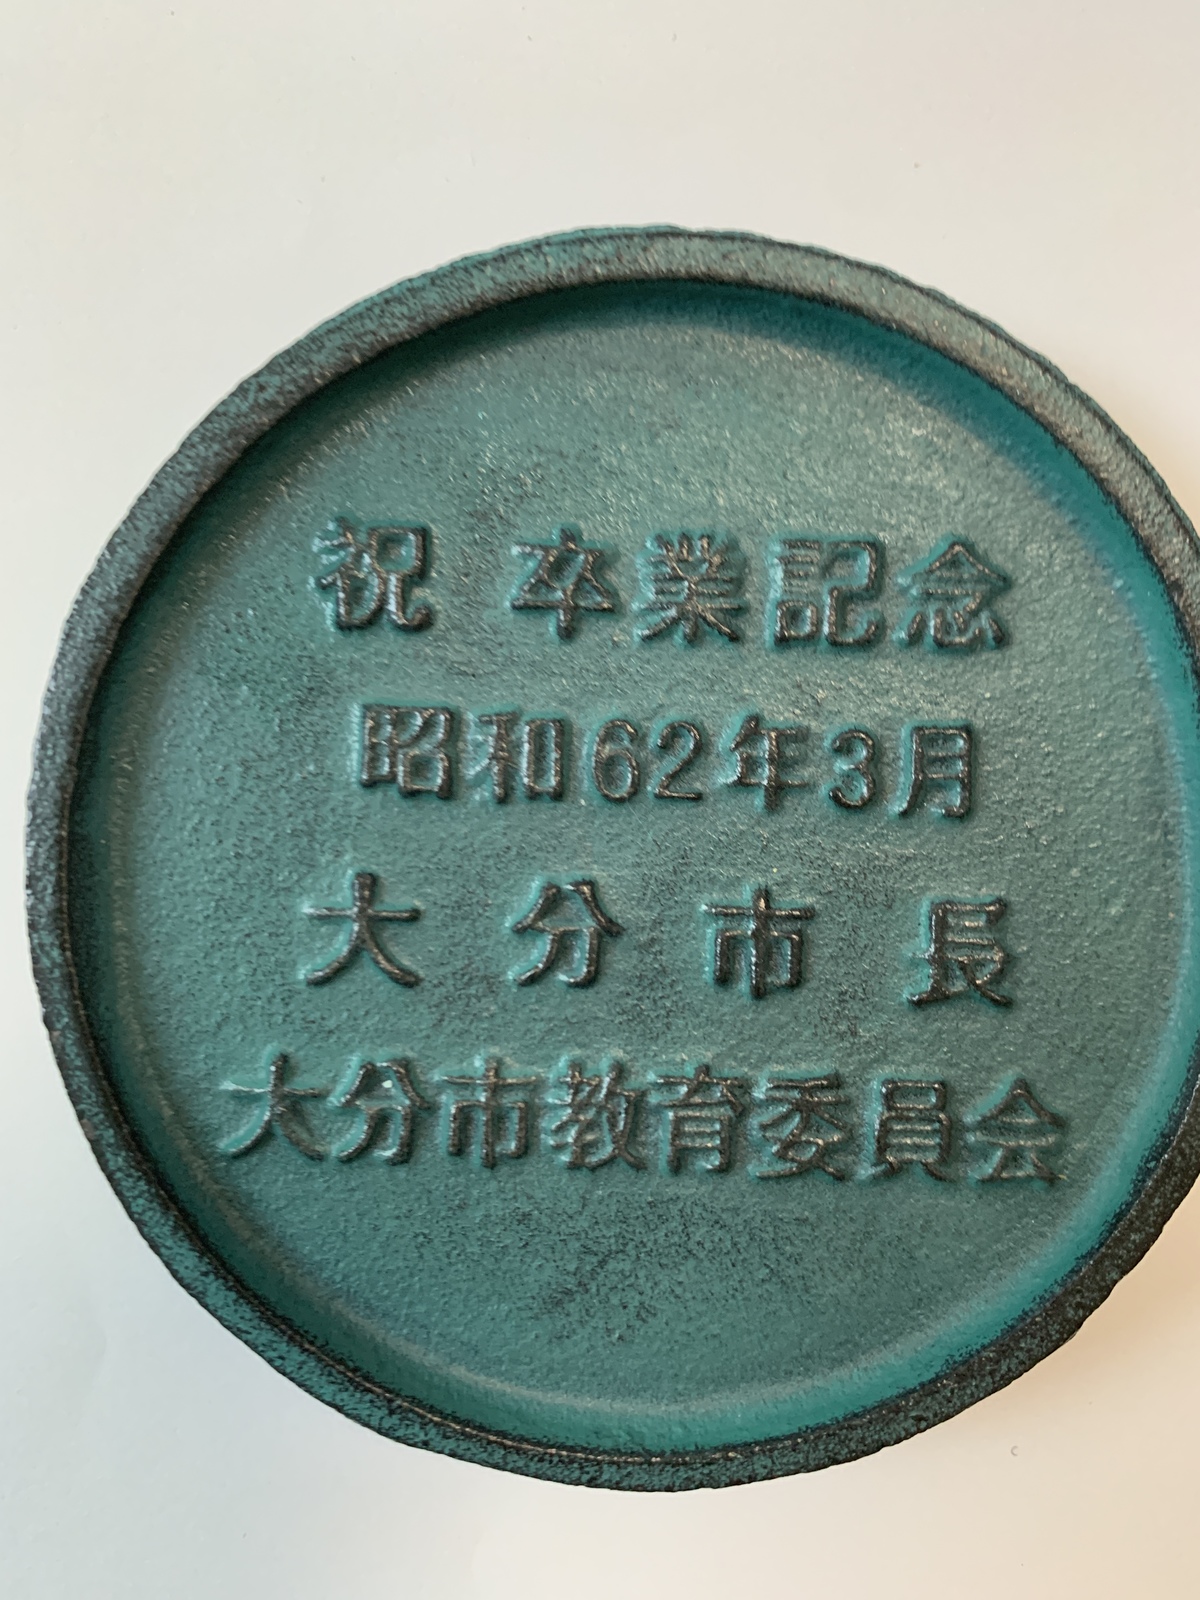 祝 卒業記念
昭和62年3月
大分市長
大分市教育委員会